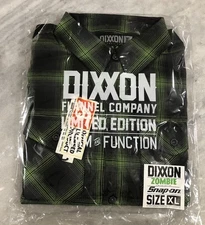 DIXXON
DIXXON
FLANNEL COMPANY
LIMITED EDITION
FORM FUNCTION
DIXXON
ZOMBIE
Snap-on
SIZE XL